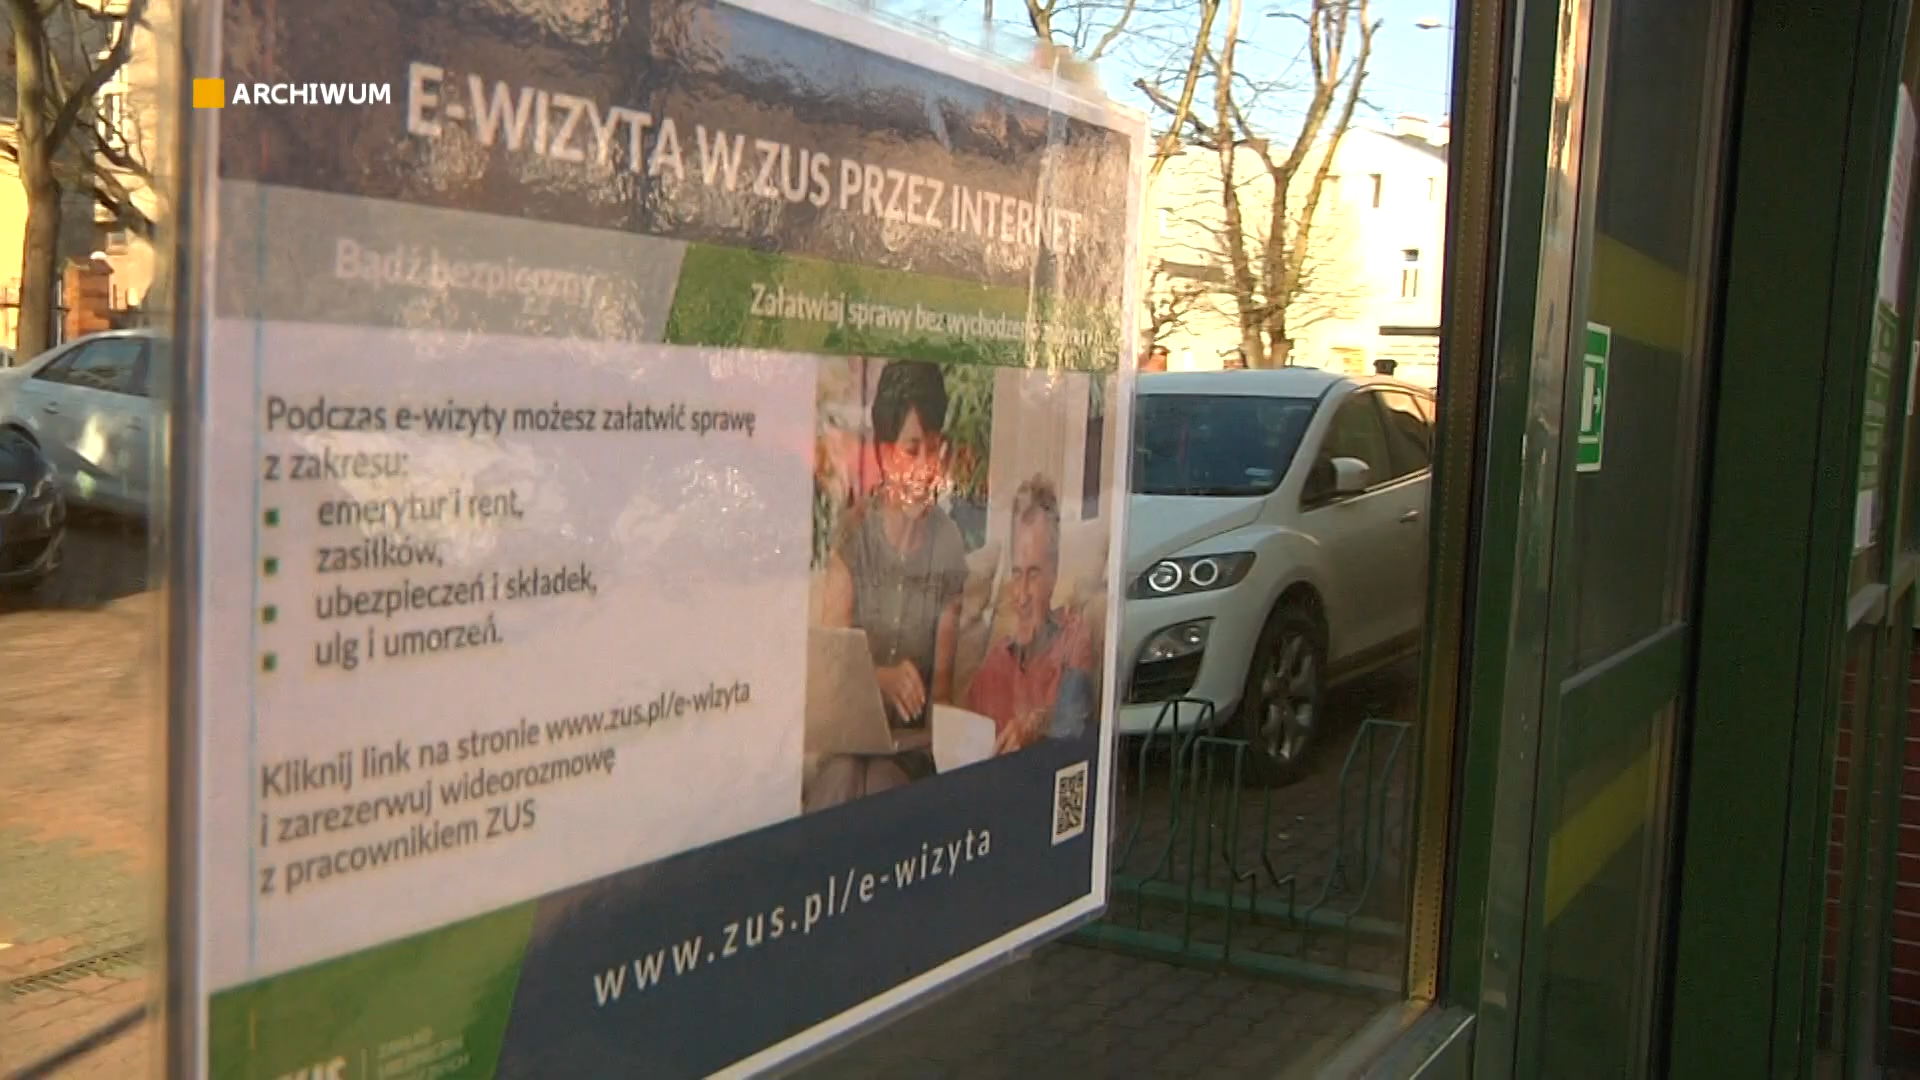 ARCHIWUM
E-WIZYTA W ZUS PRZEZ INTERNET
Bądź bezpieczny
Załatwiaj sprawy bez wychodzenia z domu
Podczas e-wizyty możesz załatwić sprawę
z zakresu:
emerytur i rent,
zasiłków,
ubezpieczeń i składek,
ulg i umorzeń.
Kliknij link na stronie www.zus.pl/e-wizyta
i zarezerwuj wideorozmowę
z pracownikiem ZUS
www.zus.pl/e-wizyta
ZUS